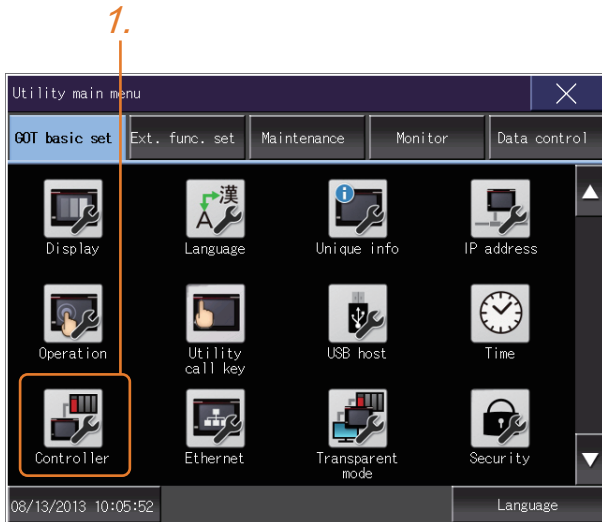 1.
Utility main menu
GOT basic set Ext. func. set Maintenance Monitor Data control
漢
A
Display Language Unique info IP address
Operation Utility call key USB host Time
Controller Ethernet Transparent mode Security
08/13/2013 10:05:52 Language